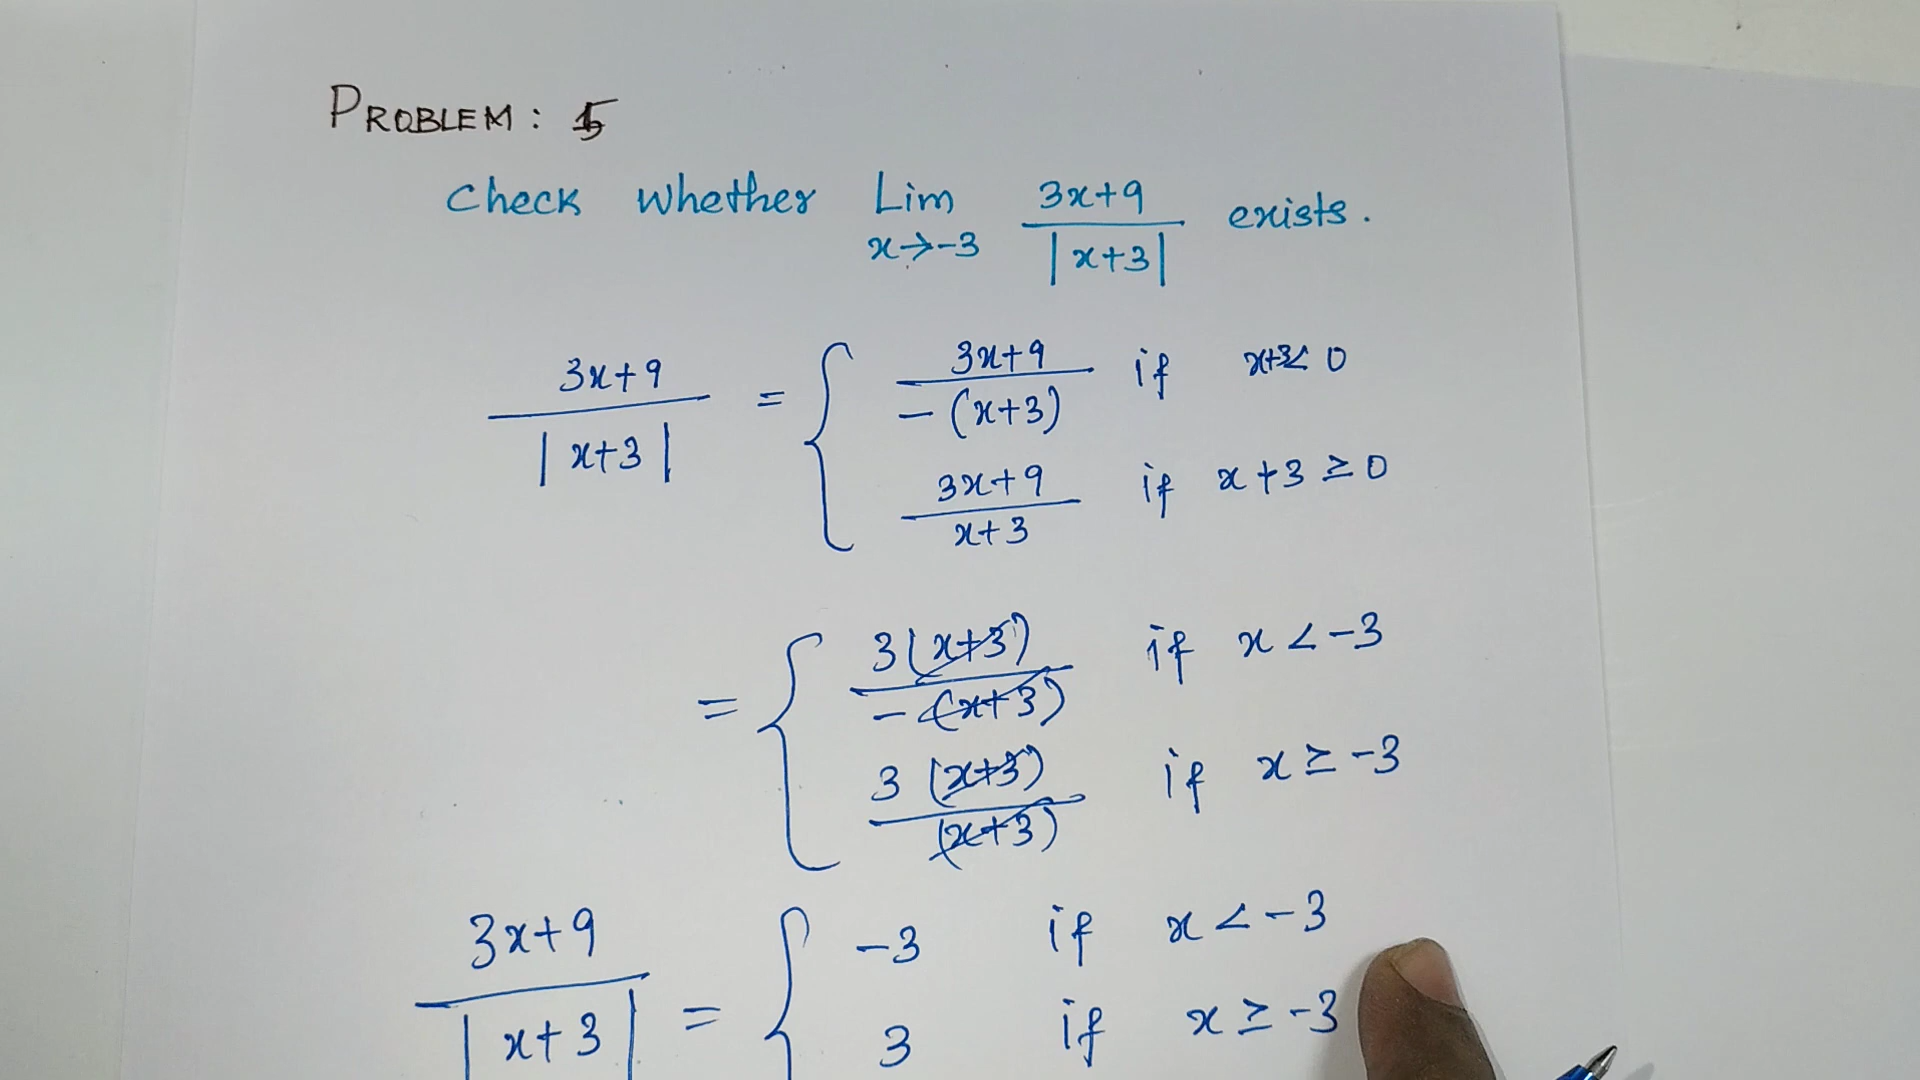 PROBLEM: 5
Check whether Lim x→-3 3x+9 / |x+3| exists.
3x+9 / |x+3| = { 3x+9 / -(x+3) if x+3<0
3x+9 / x+3 if x+3 ≥ 0
= { 3(x+3) / -(x+3) if x < -3
3(x+3) / (x+3) if x ≥ -3
3x+9 / |x+3| = { -3 if x < -3
3 if x ≥ -3